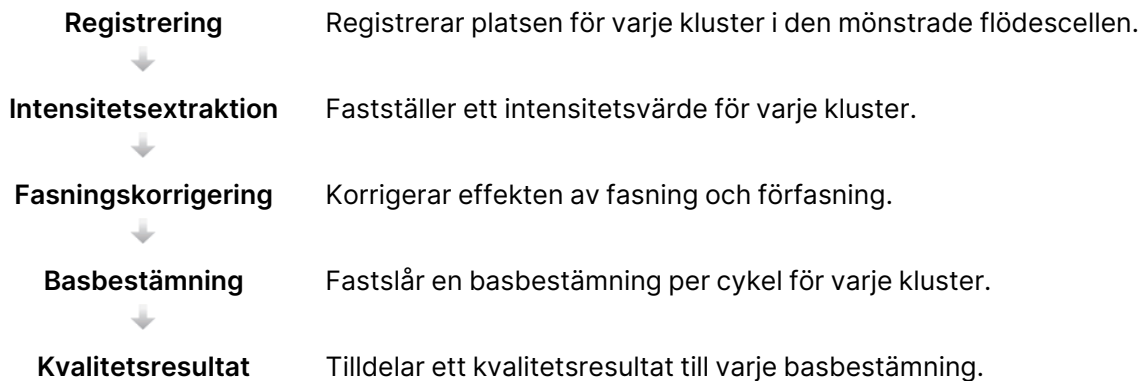 Registrering Registrerar platsen för varje kluster i den mönstrade flödescellen.
Intensitetsextraktion Fastställer ett intensitetsvärde för varje kluster.
Fasningskorrigering Korrigerar effekten av fasning och förfasning.
Basbestämning Fastslår en basbestämning per cykel för varje kluster.
Kvalitetsresultat Tilldelar ett kvalitetsresultat till varje basbestämning.